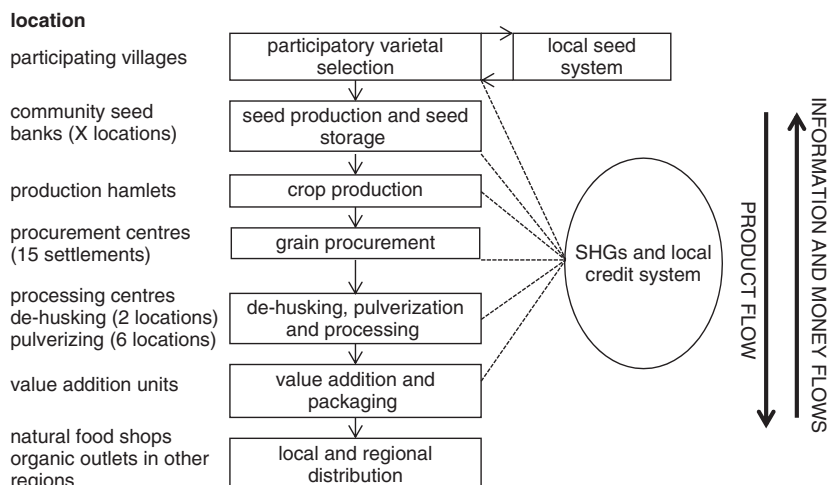 location
participating villages
participatory varietal
selection
local seed
system
community seed
banks (X locations)
seed production and seed
storage
production hamlets
crop production
procurement centres
(15 settlements)
grain procurement
processing centres
de-husking (2 locations)
pulverizing (6 locations)
de-husking, pulverization
and processing
value addition units
value addition and
packaging
natural food shops
organic outlets in other
regions
local and regional
distribution
SHGs and local
credit system
PRODUCT FLOW
INFORMATION AND MONEY FLOWS